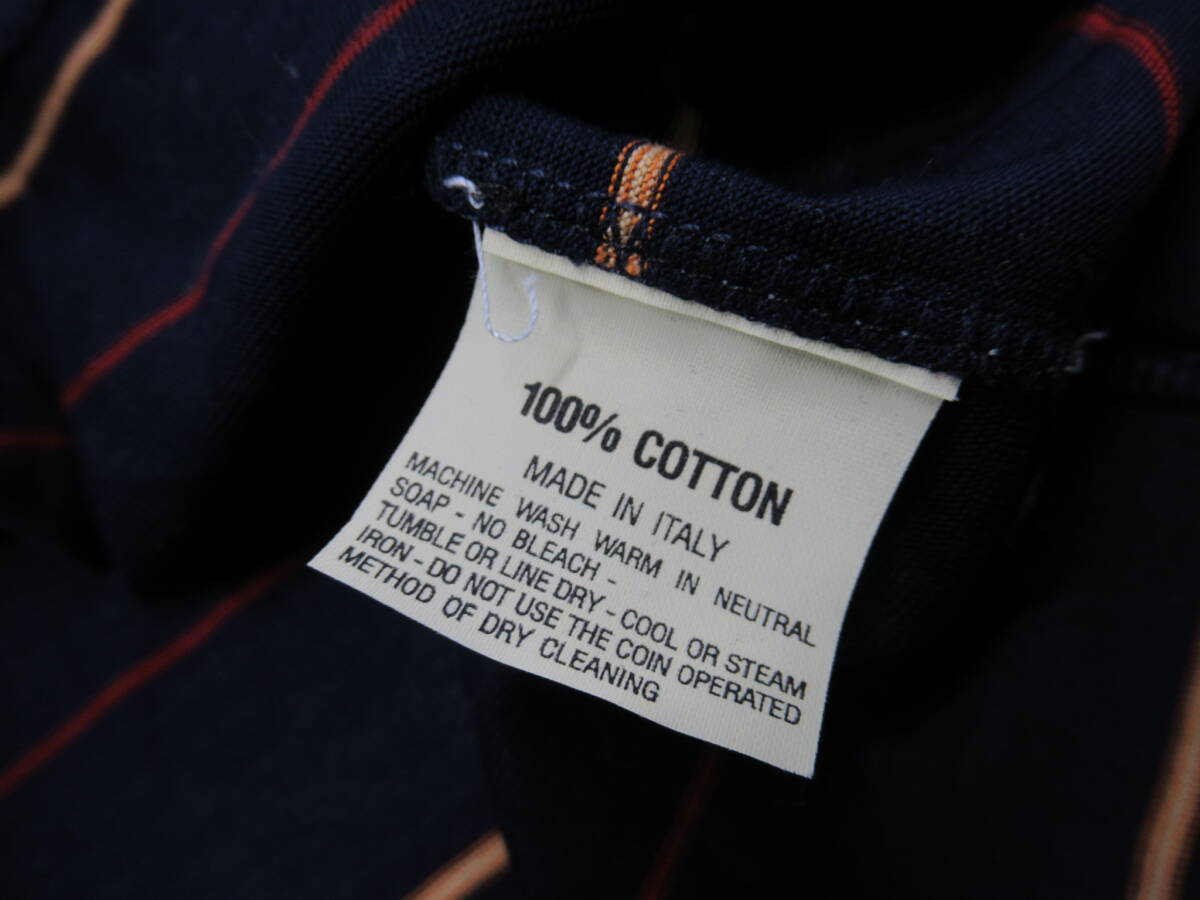 100% COTTON
MADE IN ITALY
MACHINE WASH WARM IN NEUTRAL
SOAP - NO BLEACH -
TUMBLE OR LINE DRY - COOL OR STEAM
IRON - DO NOT USE THE COIN OPERATED
METHOD OF DRY CLEANING